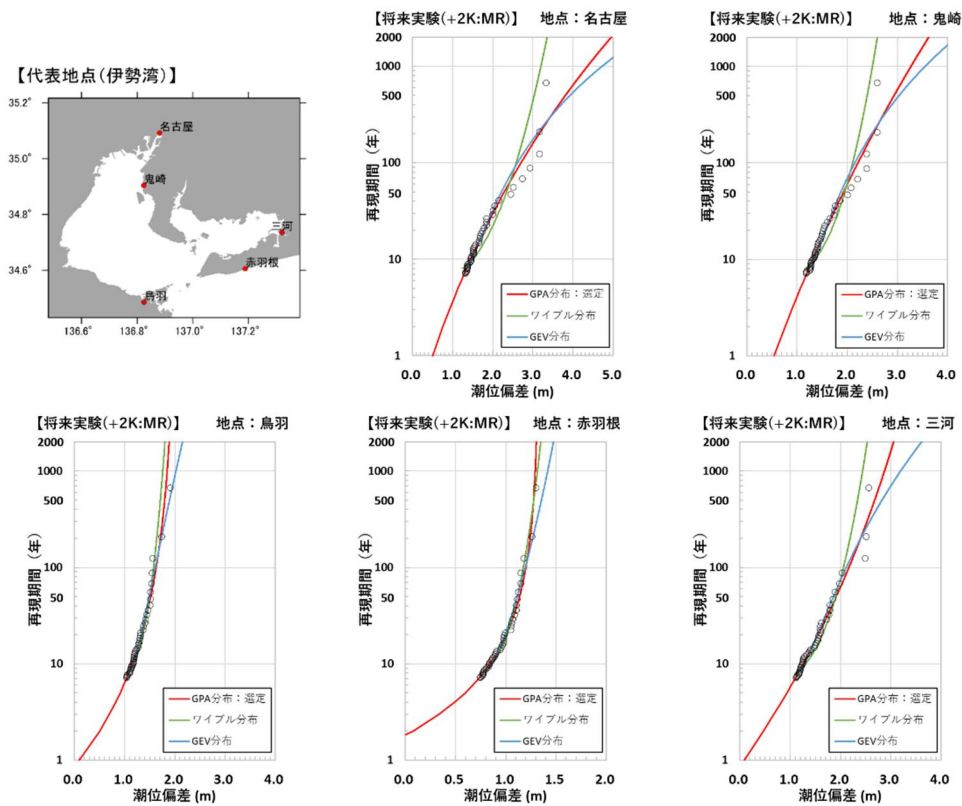 【代表地点(伊勢湾)】
35.2°
35.0°
34.8°
34.6°
名古屋
鬼崎
三河
赤羽根
鳥羽
136.6°
136.8°
137.0°
137.2°
【将来実験(+2K:MR)】 地点：名古屋
再現期間（年）
2000
1000
500
100
50
10
1
GPA分布：選定
ワイブル分布
GEV分布
0.0 1.0 2.0 3.0 4.0 5.0
潮位偏差 (m)
【将来実験(+2K:MR)】 地点：鬼崎
再現期間（年）
2000
1000
500
100
50
10
1
GPA分布：選定
ワイブル分布
GEV分布
0.0 1.0 2.0 3.0 4.0
潮位偏差 (m)
【将来実験(+2K:MR)】 地点：鳥羽
再現期間（年）
2000
1000
500
100
50
10
1
GPA分布：選定
ワイブル分布
GEV分布
0.0 1.0 2.0 3.0 4.0
潮位偏差 (m)
【将来実験(+2K:MR)】 地点：赤羽根
再現期間（年）
2000
1000
500
100
50
10
1
GPA分布：選定
ワイブル分布
GEV分布
0.0 0.5 1.0 1.5 2.0
潮位偏差 (m)
【将来実験(+2K:MR)】 地点：三河
再現期間（年）
2000
1000
500
100
50
10
1
GPA分布：選定
ワイブル分布
GEV分布
0.0 1.0 2.0 3.0 4.0
潮位偏差 (m)